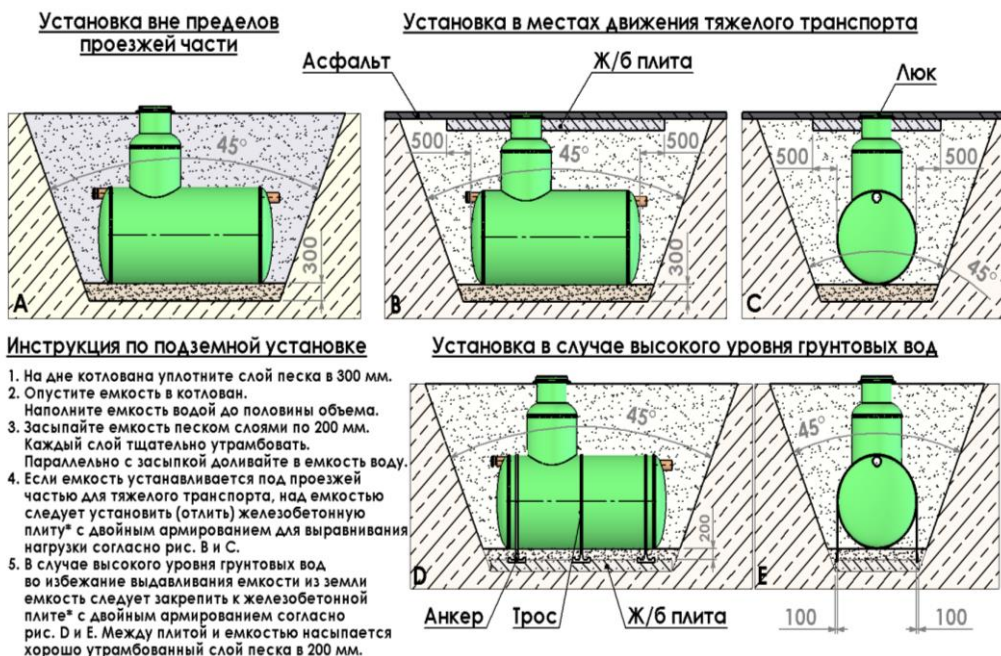 Установка вне пределов
проезжей части
Установка в местах движения тяжелого транспорта
Асфальт
Ж/б плита
Люк
45°
300
А
500
500
45°
300
В
500
500
45°
С
Инструкция по подземной установке
1. На дне котлована уплотните слой песка в 300 мм.
2. Опустите емкость в котлован.
Наполните емкость водой до половины объема.
3. Засыпайте емкость песком слоями по 200 мм.
Каждый слой тщательно утрамбовать.
Параллельно с засыпкой доливайте в емкость воду.
4. Если емкость устанавливается под проезжей
частью для тяжелого транспорта, над емкостью
следует установить (отлить) железобетонную
плиту* с двойным армированием для выравнивания
нагрузки согласно рис. В и С.
5. В случае высокого уровня грунтовых вод
во избежание выдавливания емкости из земли
емкость следует закрепить к железобетонной
плите* с двойным армированием согласно
рис. D и E. Между плитой и емкостью насыпается
хорошо утрамбованный слой песка в 200 мм.
Установка в случае высокого уровня грунтовых вод
45°
200
D
45°
E
Анкер
Трос
Ж/б плита
100
100